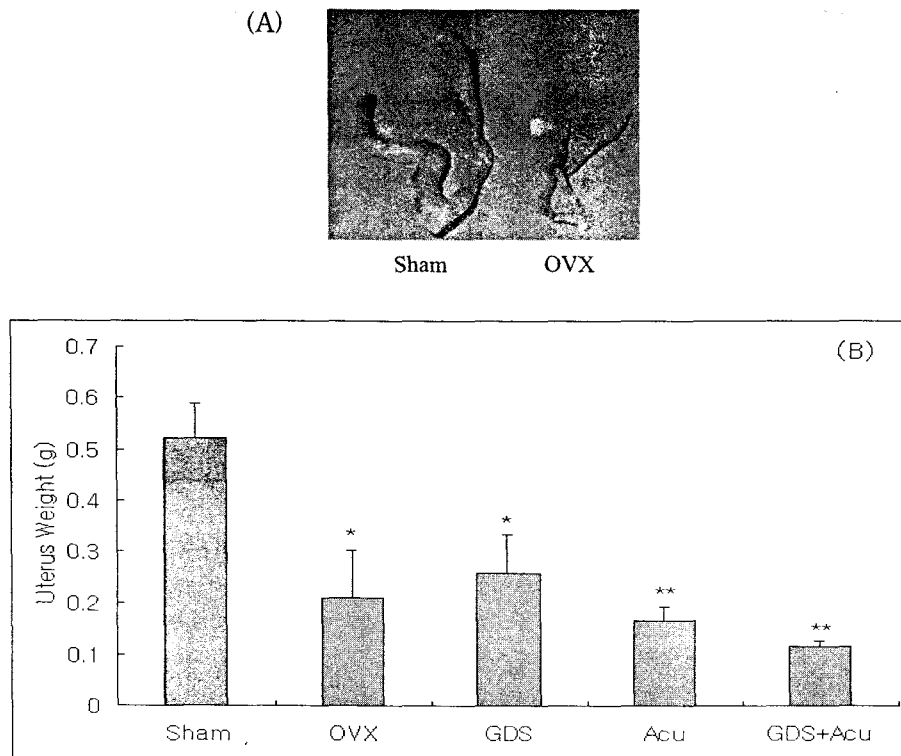 (A)
Sham OVX
(B)
0.7
0.6
0.5
0.4
0.3
0.2
0.1
0
Uterus Weight (g)
* * ** **
Sham OVX GDS Acu GDS+Acu